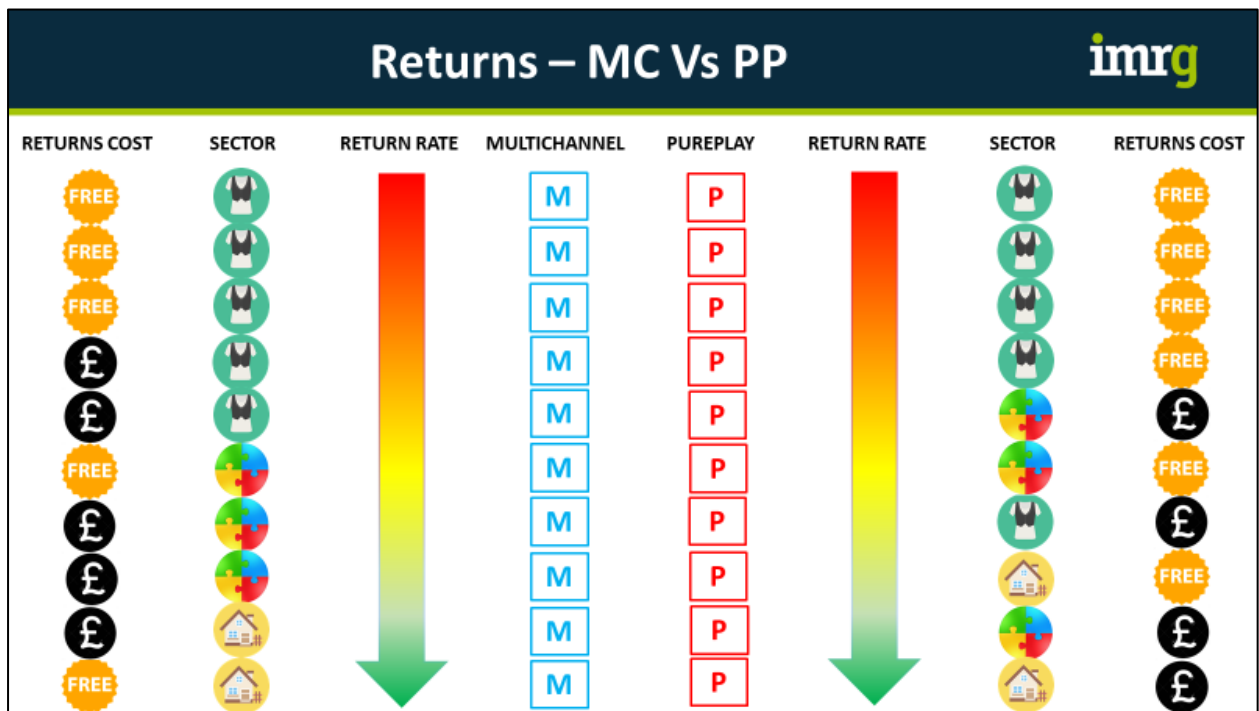 Returns – MC Vs PP
imrg
RETURNS COST SECTOR RETURN RATE MULTICHANNEL PUREPLAY RETURN RATE SECTOR RETURNS COST
FREE M P FREE
FREE M P FREE
FREE M P FREE
£ M P FREE
£ M P £
FREE M P FREE
£ M P £
£ M P FREE
£ M P £
FREE M P £